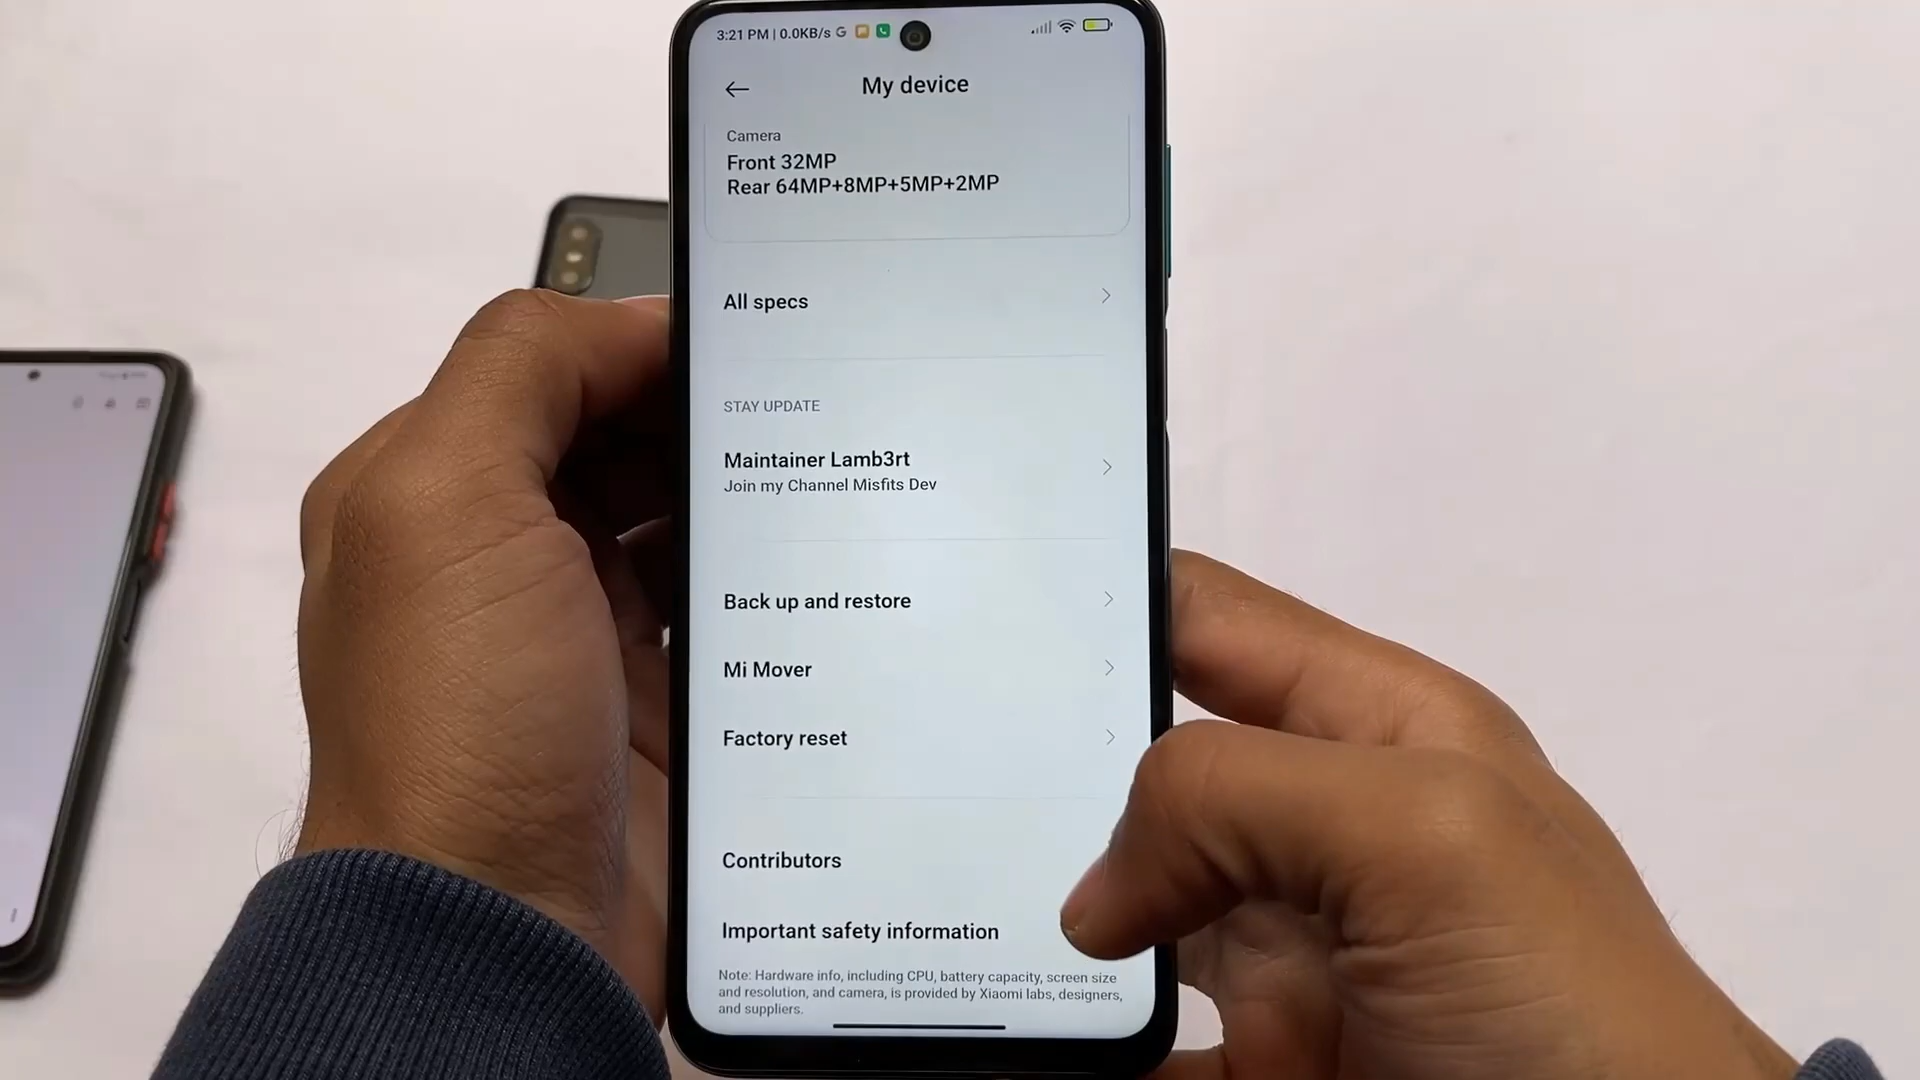 3:21 PM | 0.0KB/s G
My device
Camera
Front 32MP
Rear 64MP+8MP+5MP+2MP
All specs
STAY UPDATE
Maintainer Lamb3rt
Join my Channel Misfits Dev
Back up and restore
Mi Mover
Factory reset
Contributors
Important safety information
Note: Hardware info, including CPU, battery capacity, screen size
and resolution, and camera, is provided by Xiaomi labs, designers,
and suppliers.